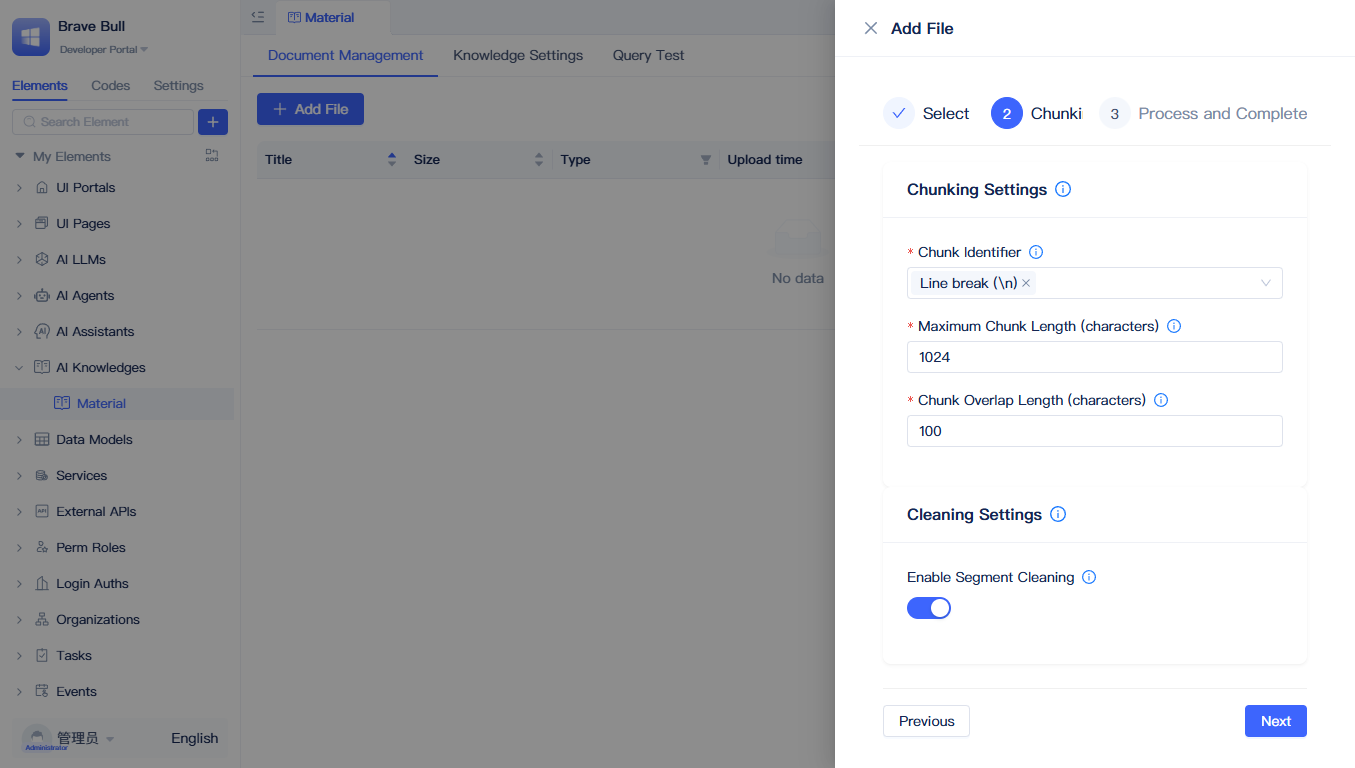 Brave Bull
Developer Portal
Elements Codes Settings
Search Element
My Elements
UI Portals
UI Pages
AI LLMs
AI Agents
AI Assistants
AI Knowledges
Material
Data Models
Services
External APIs
Perm Roles
Login Auths
Organizations
Tasks
Events
管理员
Administrator
English
Material
Document Management Knowledge Settings Query Test
Add File
Title Size Type Upload time
No data
Add File
Select 2 Chunki 3 Process and Complete
Chunking Settings
* Chunk Identifier
Line break (\n)
* Maximum Chunk Length (characters)
1024
* Chunk Overlap Length (characters)
100
Cleaning Settings
Enable Segment Cleaning
Previous Next